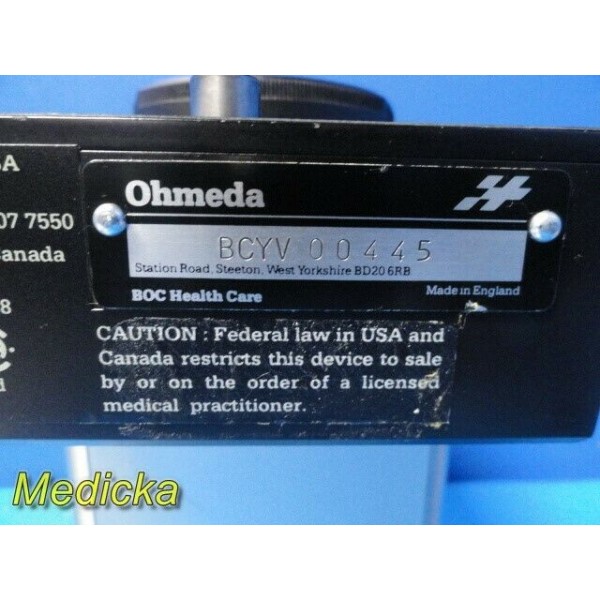 SA
07 7550
Canada
8
Ohmeda
BCYV 00445
Station Road, Steeton, West Yorkshire BD20 6RB
BOC Health Care
Made in England
CAUTION : Federal law in USA and
Canada restricts this device to sale
by or on the order of a licensed
medical practitioner.
Medicka